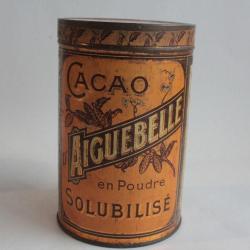 CACAO
D'AIGUEBELLE
en Poudre
SOLUBILISÉ